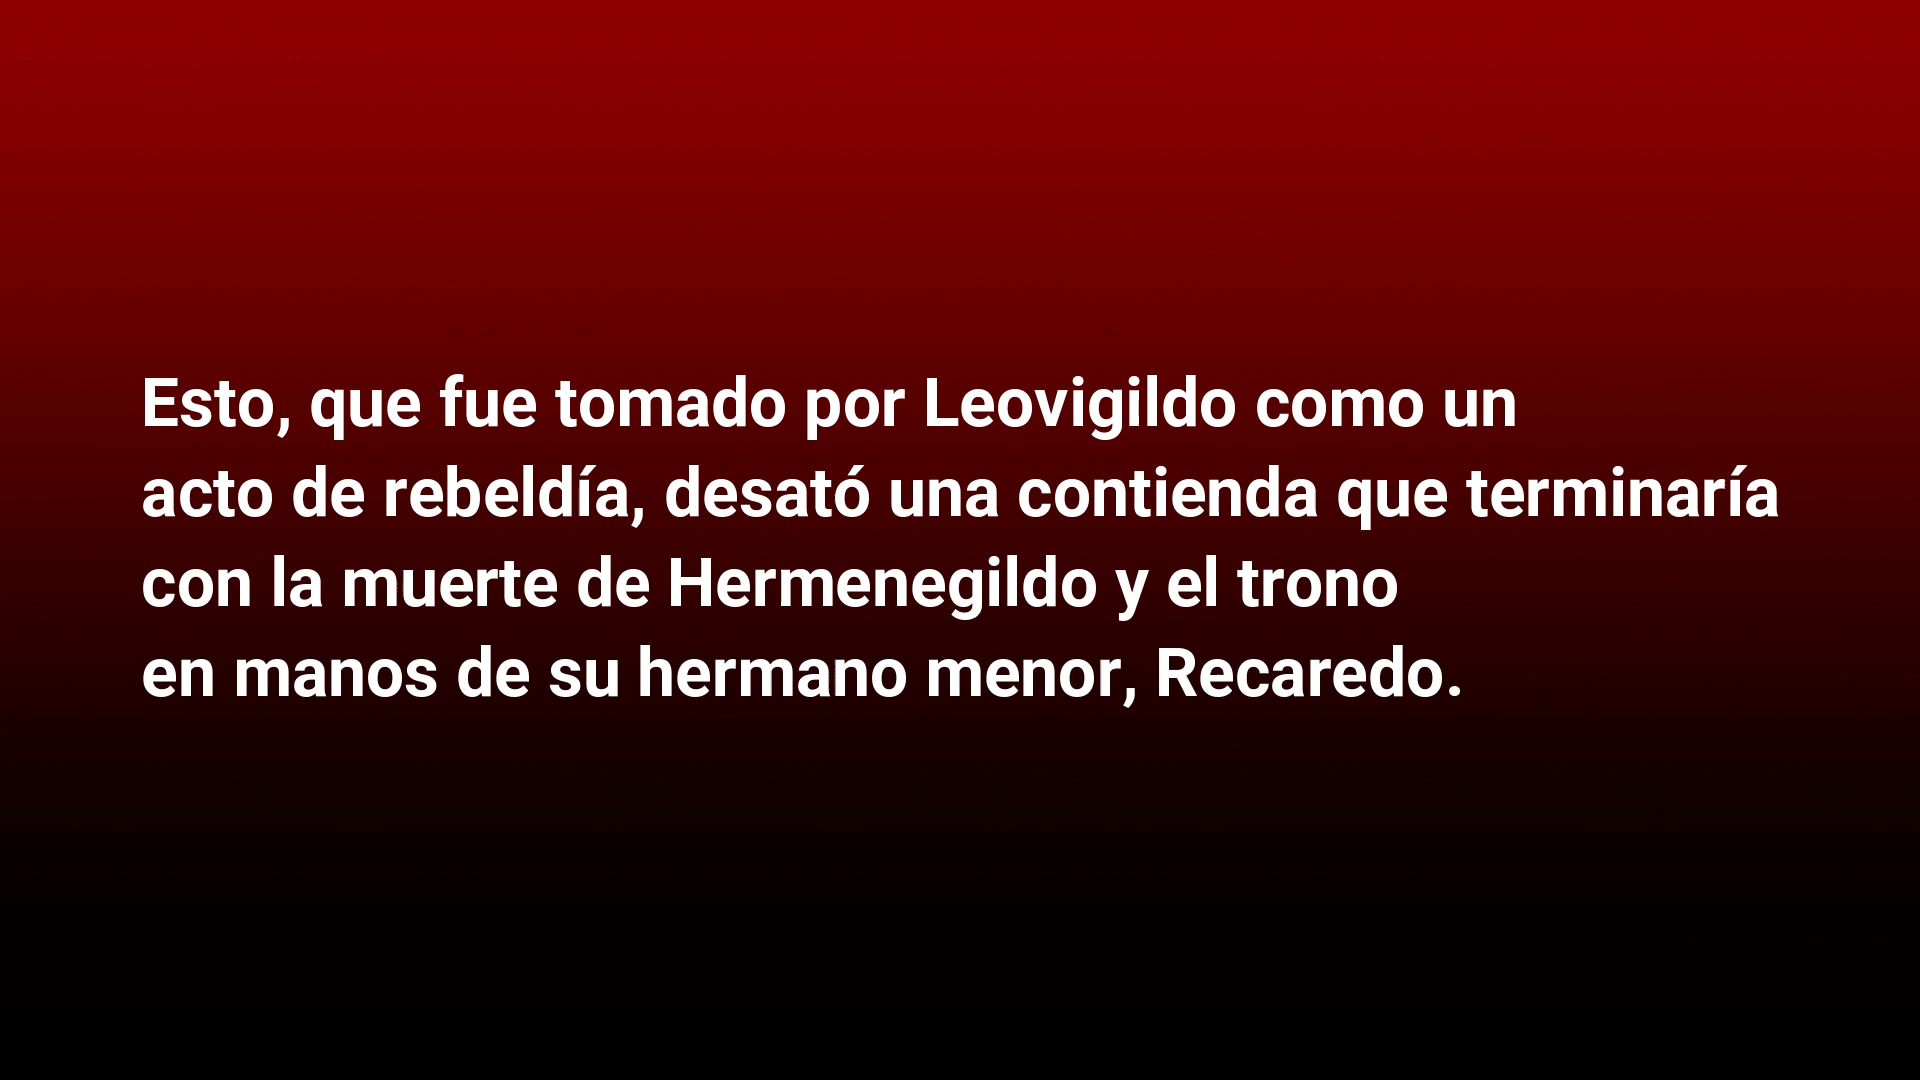 Esto, que fue tomado por Leovigildo como un
acto de rebeldía, desató una contienda que terminaría
con la muerte de Hermenegildo y el trono
en manos de su hermano menor, Recaredo.